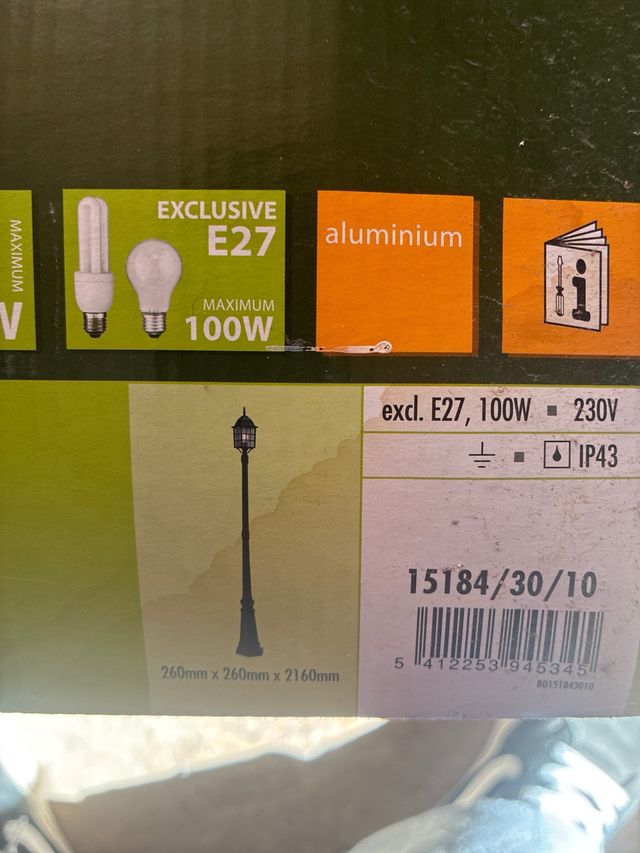 MAXIMUM
V
EXCLUSIVE
E27
MAXIMUM
100W
aluminium
i
excl. E27, 100W ▪ 230V
▪ IP43
260mm x 260mm x 2160mm
15184/30/10
5 412253 945345
B0151843010